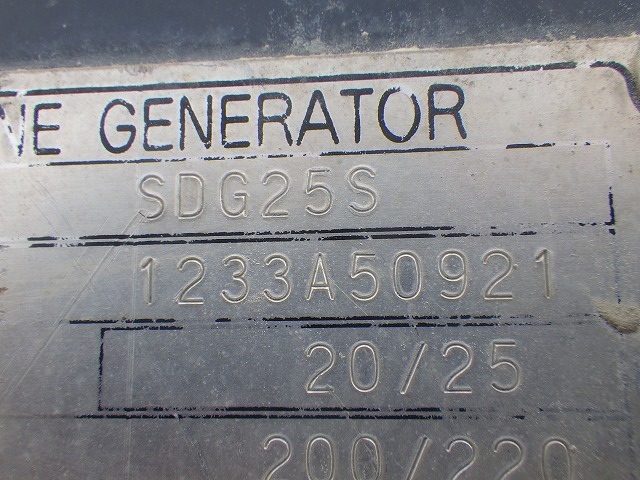 NE GENERATOR
SDG25S
1233A50921
20/25
200/220